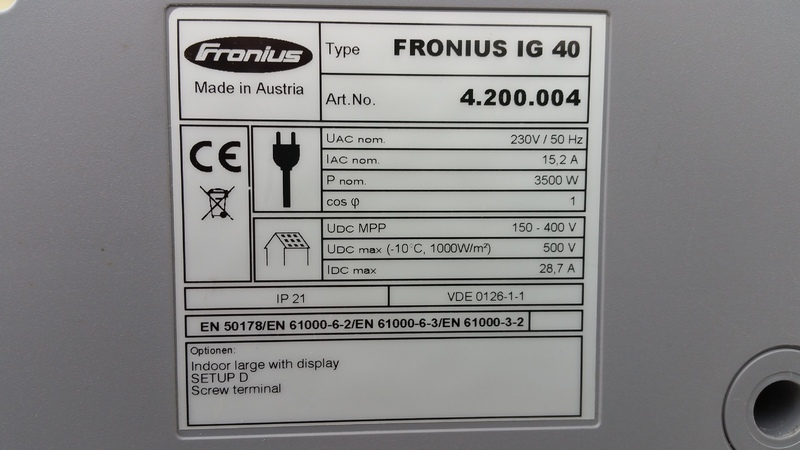 Fronius
Made in Austria
Type FRONIUS IG 40
Art.No. 4.200.004
CE
UAC nom. 230V / 50 Hz
IAC nom. 15,2 A
P nom. 3500 W
cos φ 1
UDC MPP 150 - 400 V
UDC max (-10°C, 1000W/m²) 500 V
IDC max 28,7 A
IP 21 VDE 0126-1-1
EN 50178/EN 61000-6-2/EN 61000-6-3/EN 61000-3-2
Optionen:
Indoor large with display
SETUP D
Screw terminal